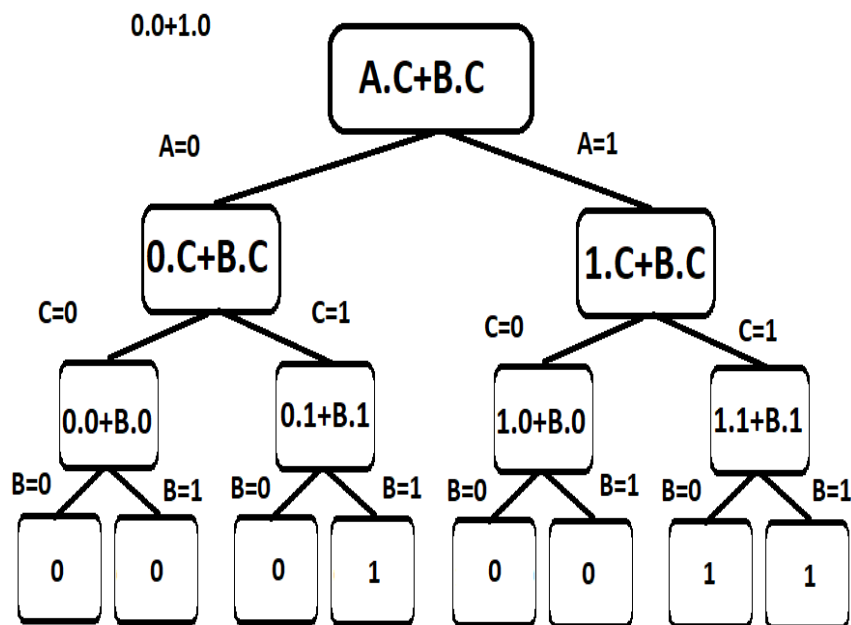 0.0+1.0
A.C+B.C
A=0
A=1
0.C+B.C
1.C+B.C
C=0
C=1
C=0
C=1
0.0+B.0
0.1+B.1
1.0+B.0
1.1+B.1
B=0
B=1
B=0
B=1
B=0
B=1
B=0
B=1
0
0
0
1
0
0
1
1